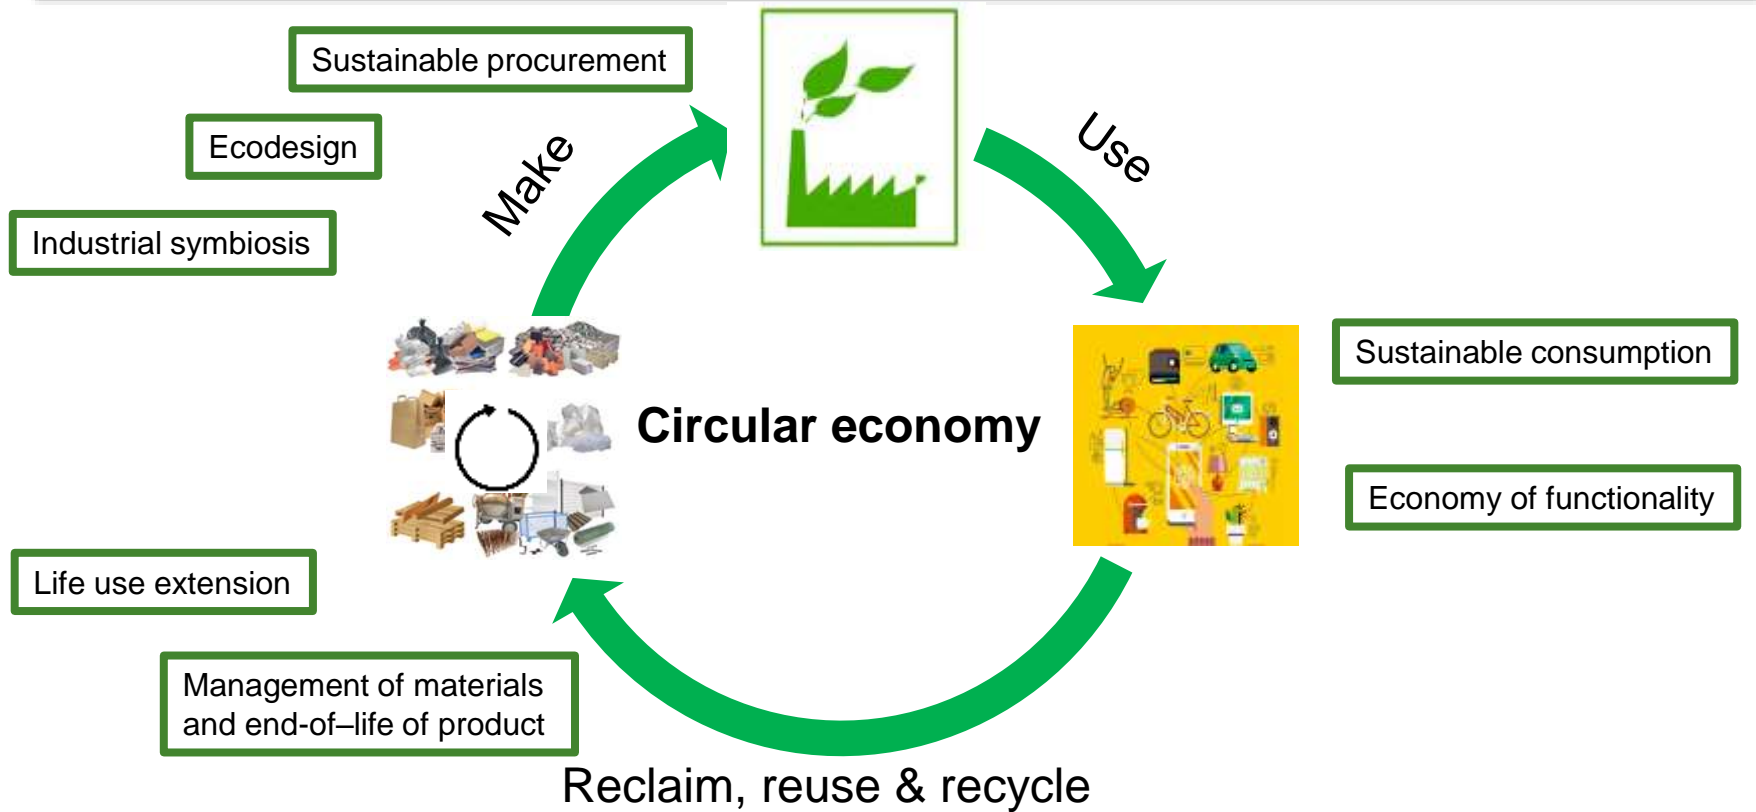 Sustainable procurement
Ecodesign
Make
Use
Industrial symbiosis
Sustainable consumption
Circular economy
Economy of functionality
Life use extension
Management of materials
and end-of–life of product
Reclaim, reuse & recycle